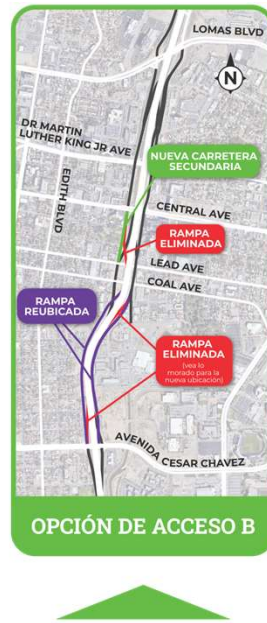 LOMAS BLVD
N
DR MARTIN
LUTHER KING JR AVE
EDITH BLVD
NUEVA CARRETERA
SECUNDARIA
CENTRAL AVE
RAMPA
ELIMINADA
LEAD AVE
COAL AVE
RAMPA
REUBICADA
RAMPA
ELIMINADA
(vea lo
morado para la
nueva ubicación)
AVENIDA CESAR CHAVEZ
OPCIÓN DE ACCESO B